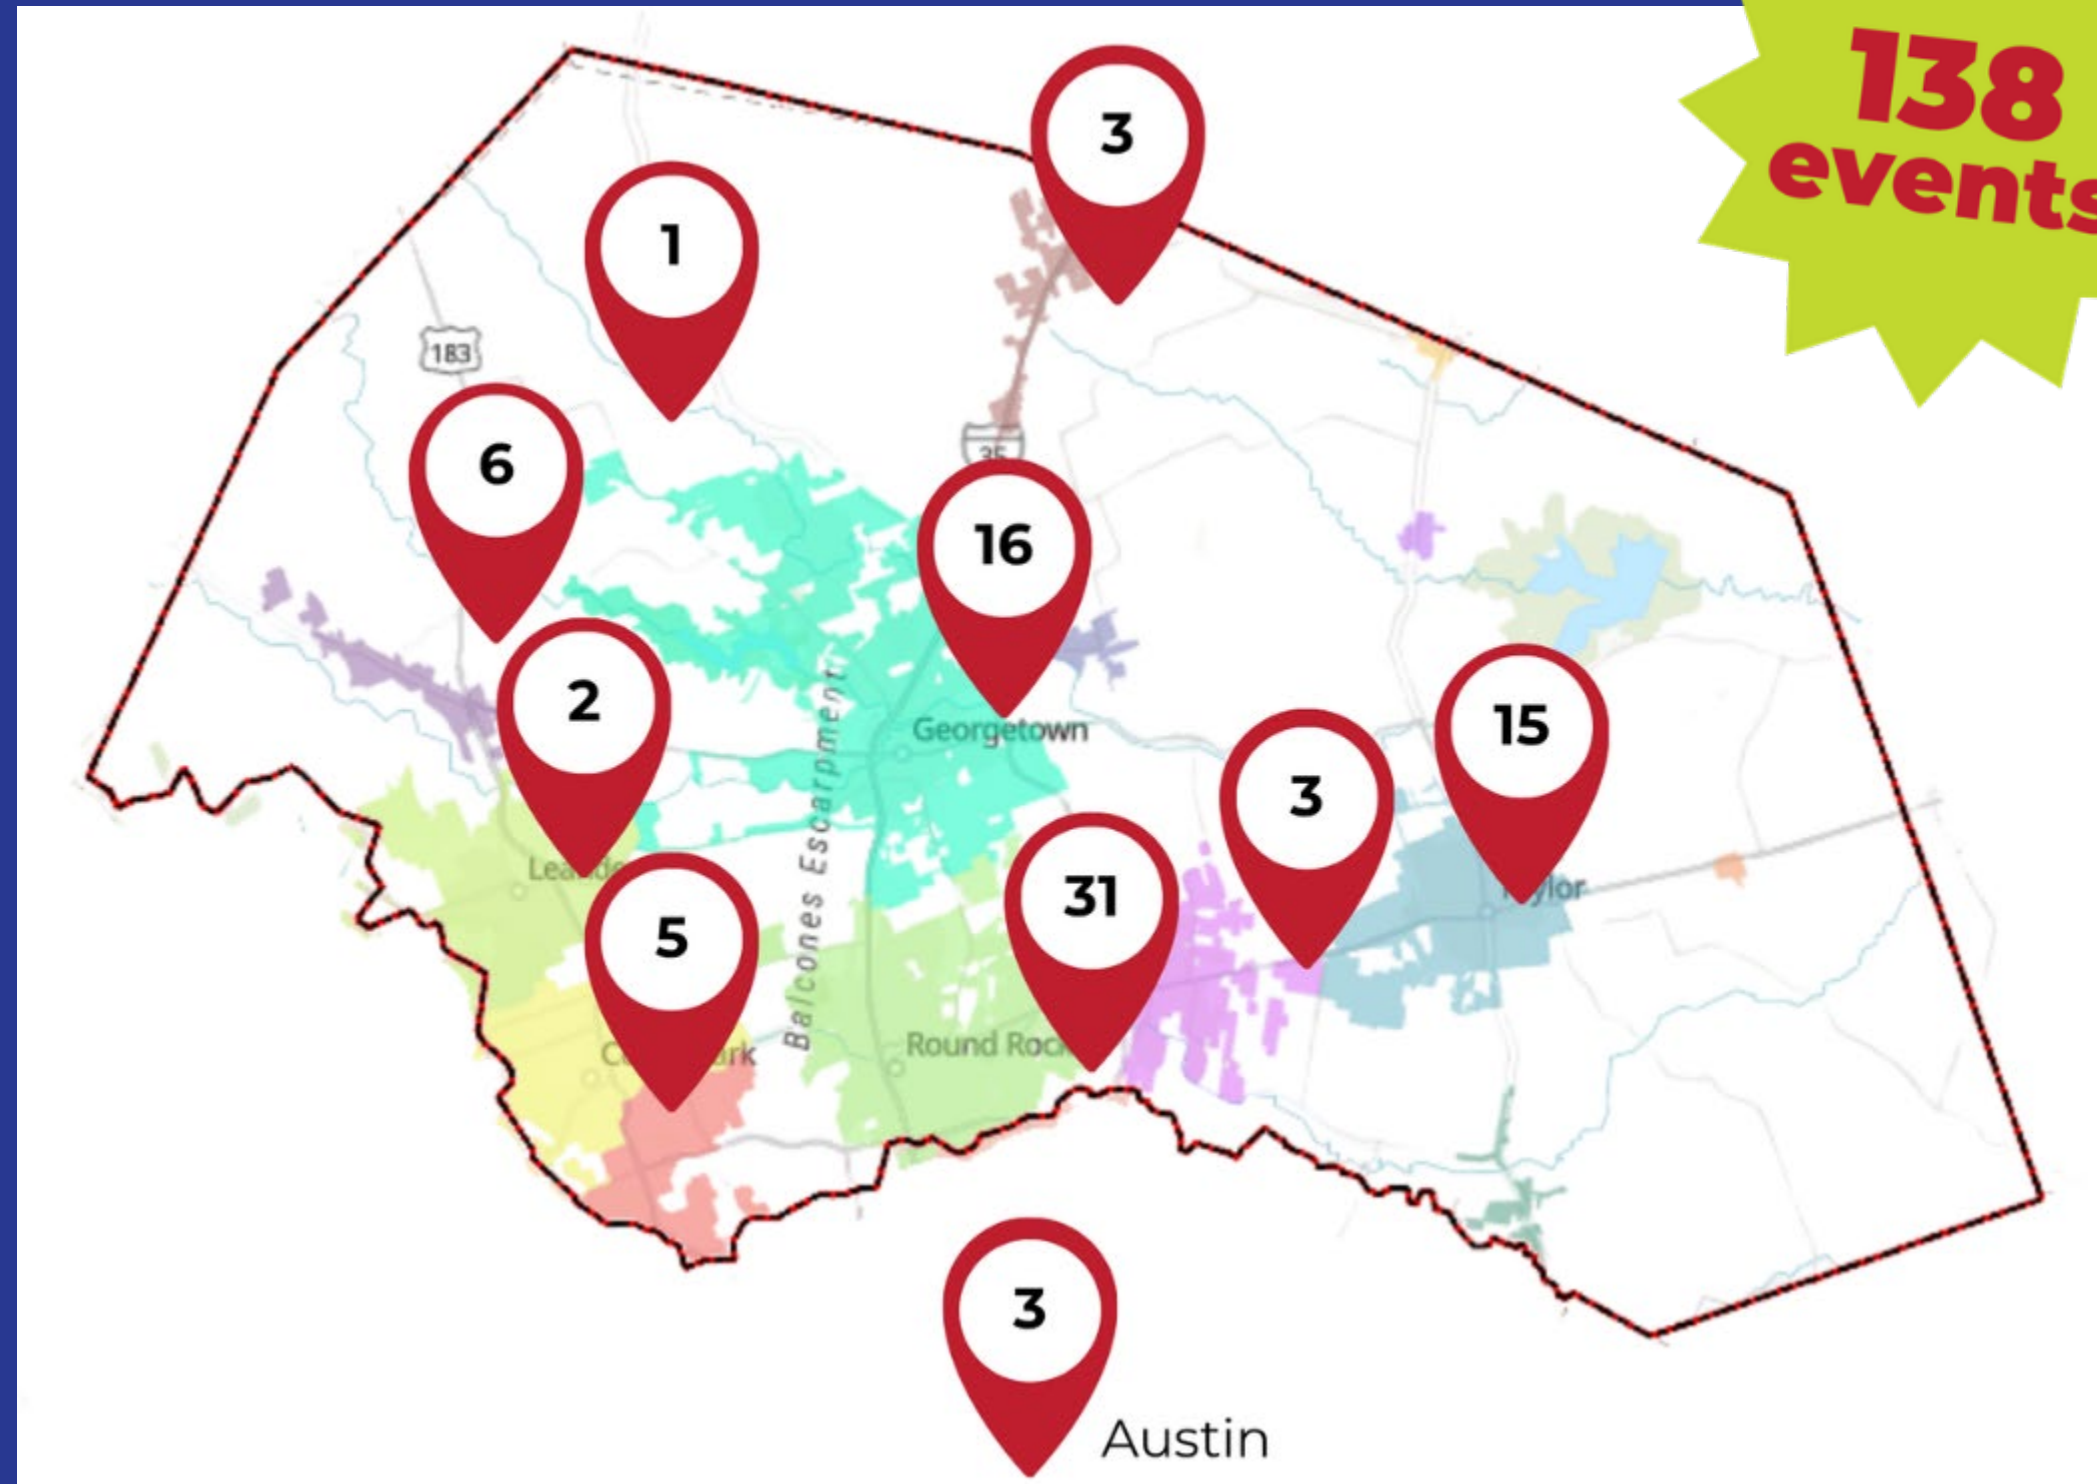 138
events
3
1
183
6
35
16
2
Georgetown
15
3
Balcones Escarpment
31
5
Round Rock
3
Austin